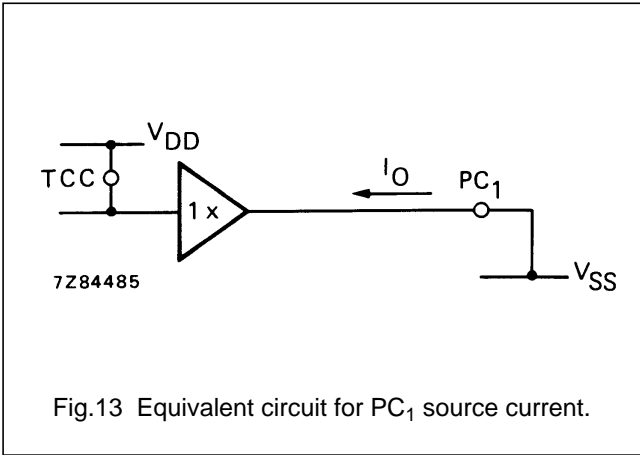 V_DD
TCC
1 x
I_O
PC_1
7Z84485
V_SS
Fig.13 Equivalent circuit for PC_1 source current.